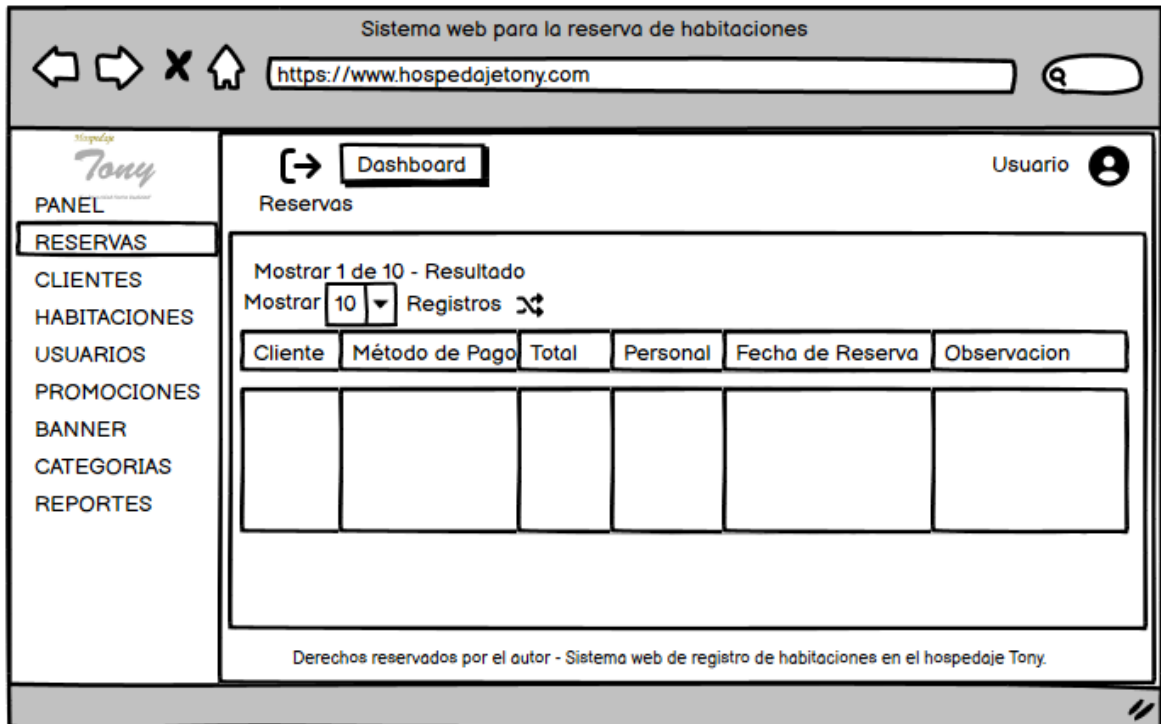 Sistema web para la reserva de habitaciones
https://www.hospedajetony.com
Hospedaje
Tony
PANEL
RESERVAS
CLIENTES
HABITACIONES
USUARIOS
PROMOCIONES
BANNER
CATEGORIAS
REPORTES
Dashboard
Usuario
Reservas
Mostrar 1 de 10 - Resultado
Mostrar 10 Registros
Cliente Método de Pago Total Personal Fecha de Reserva Observacion
Derechos reservados por el autor - Sistema web de registro de habitaciones en el hospedaje Tony.